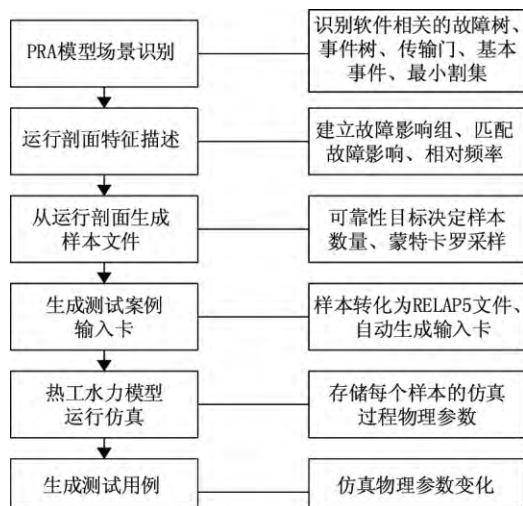 PRA模型场景识别
识别软件相关的故障树、
事件树、传输门、基本
事件、最小割集
运行剖面特征描述
建立故障影响组、匹配
故障影响、相对频率
从运行剖面生成
样本文件
可靠性目标决定样本
数量、蒙特卡罗采样
生成测试案例
输入卡
样本转化为RELAP5文件、
自动生成输入卡
热工水力模型
运行仿真
存储每个样本的仿真
过程物理参数
生成测试用例
仿真物理参数变化